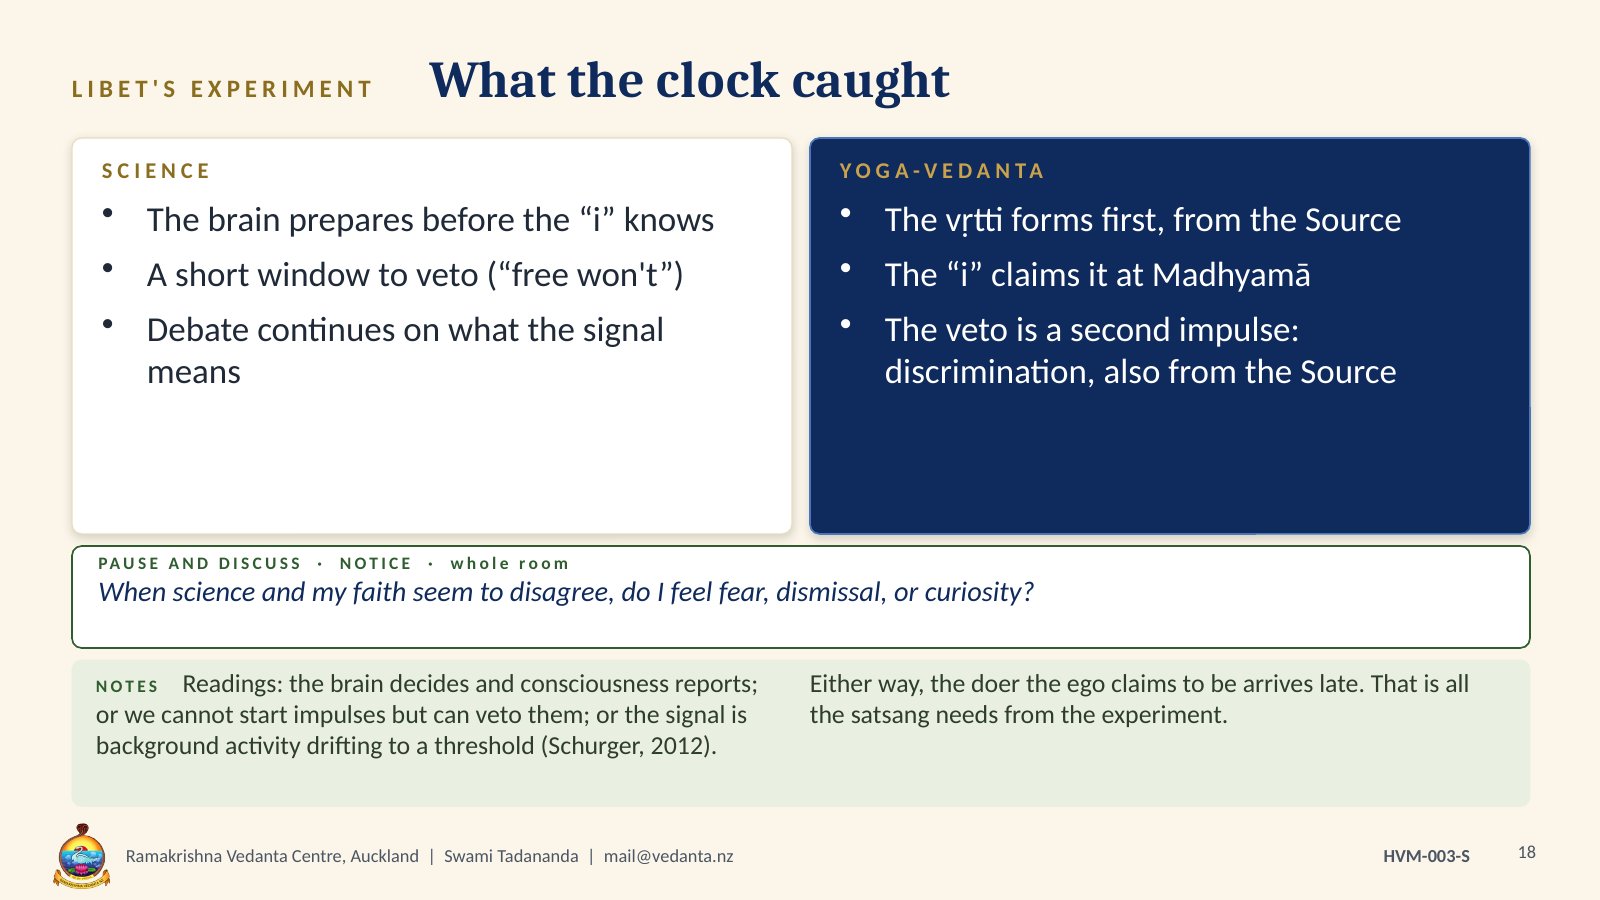 LIBET'S EXPERIMENT What the clock caught
SCIENCE
• The brain prepares before the “i” knows
• A short window to veto (“free won't”)
• Debate continues on what the signal
means
YOGA-VEDANTA
• The vṛtti forms first, from the Source
• The “i” claims it at Madhyamā
• The veto is a second impulse:
discrimination, also from the Source
PAUSE AND DISCUSS · NOTICE · whole room
When science and my faith seem to disagree, do I feel fear, dismissal, or curiosity?
NOTES Readings: the brain decides and consciousness reports;
or we cannot start impulses but can veto them; or the signal is
background activity drifting to a threshold (Schurger, 2012).
Either way, the doer the ego claims to be arrives late. That is all
the satsang needs from the experiment.
Ramakrishna Vedanta Centre, Auckland | Swami Tadananda | mail@vedanta.nz
HVM-003-S 18